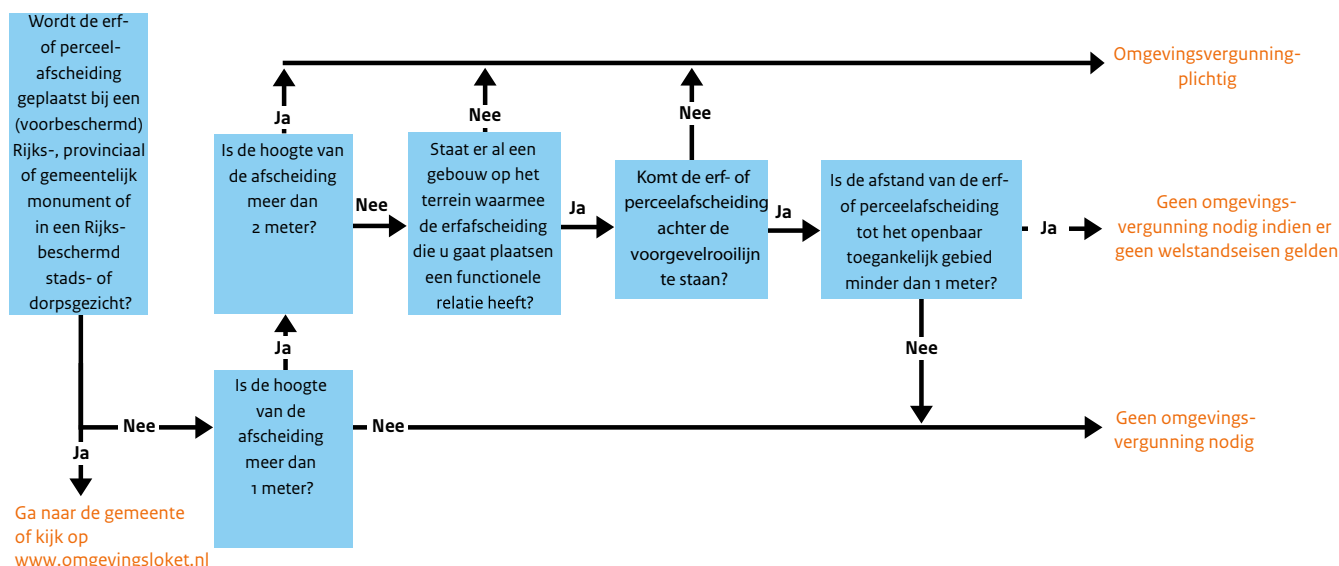 Wordt de erf-
of perceel-
afscheiding
geplaatst bij een
(voorbeschermd)
Rijks-, provinciaal
of gemeentelijk
monument of
in een Rijks-
beschermd
stads- of
dorpsgezicht?
Nee
Ja
Ga naar de gemeente
of kijk op
www.omgevingsloket.nl
Is de hoogte
van de
afscheiding
meer dan
1 meter?
Ja
Nee
Is de hoogte van
de afscheiding
meer dan
2 meter?
Ja
Nee
Staat er al een
gebouw op het
terrein waarmee
de erfafscheiding
die u gaat plaatsen
een functionele
relatie heeft?
Nee
Ja
Komt de erf- of
perceelafscheiding
achter de
voorgevelrooilijn
te staan?
Nee
Ja
Is de afstand van de erf-
of perceelafscheiding
tot het openbaar
toegankelijk gebied
minder dan 1 meter?
Ja
Nee
Omgevingsvergunning-
plichtig
Geen omgevings-
vergunning nodig indien er
geen welstandseisen gelden
Geen omgevings-
vergunning nodig